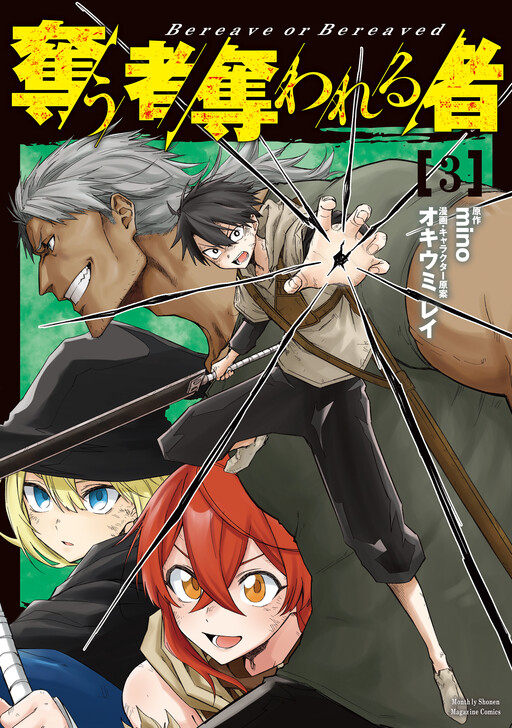 Bereave or Bereaved
奪う者奪われる者
[3]
原作
mino
漫画・キャラクター原案
オキウミレイ
Monthly Shonen
Magazine Comics